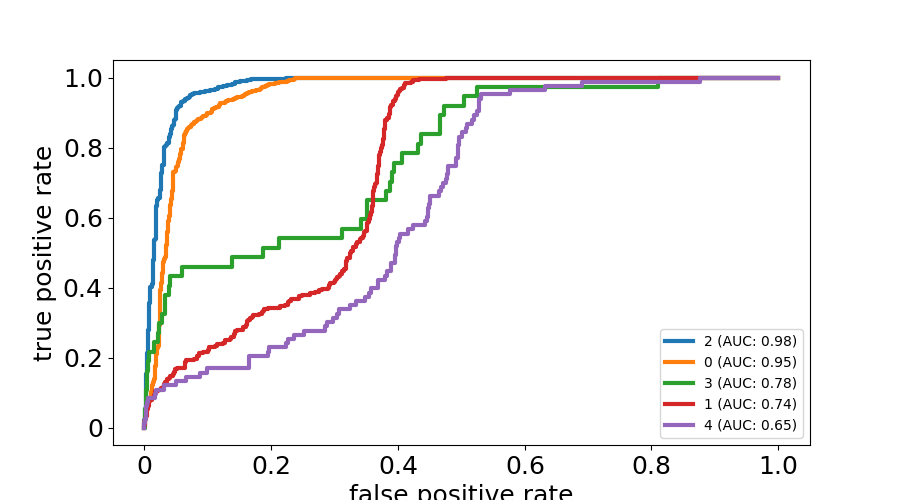 1.0
0.8
0.6
0.4
0.2
0
true positive rate
2 (AUC: 0.98)
0 (AUC: 0.95)
3 (AUC: 0.78)
1 (AUC: 0.74)
4 (AUC: 0.65)
0 0.2 0.4 0.6 0.8 1.0
false positive rate